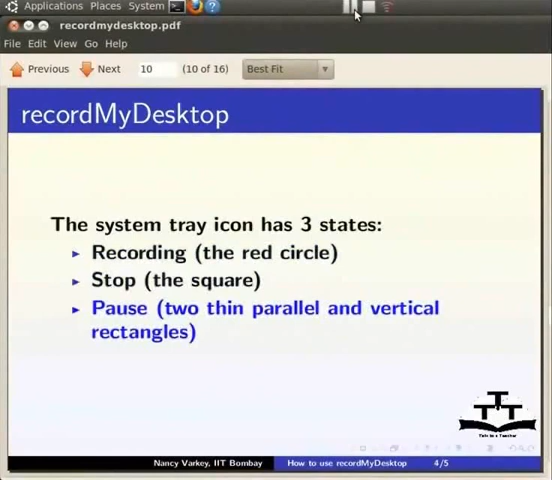 Applications Places System
recordmydesktop.pdf
File Edit View Go Help
Previous Next 10 (10 of 16) Best Fit
recordMyDesktop
The system tray icon has 3 states:
Recording (the red circle)
Stop (the square)
Pause (two thin parallel and vertical
rectangles)
TTT
Talk to a Teacher
Nancy Varkey, IIT Bombay How to use recordMyDesktop 4/5